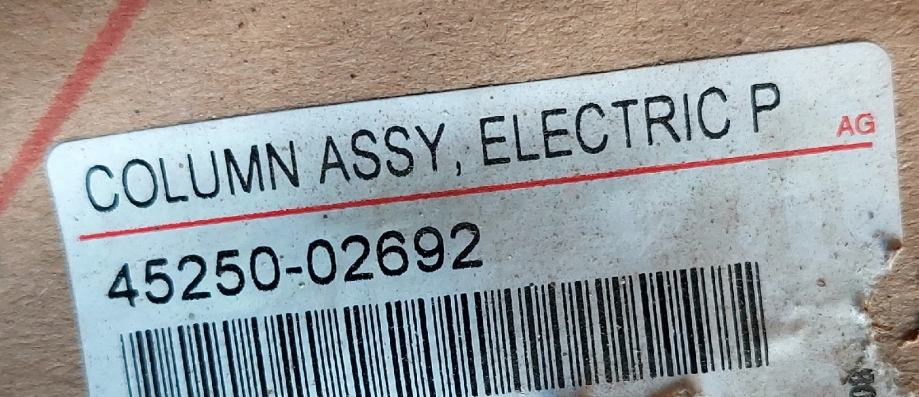 COLUMN ASSY, ELECTRIC P
AG
45250-02692